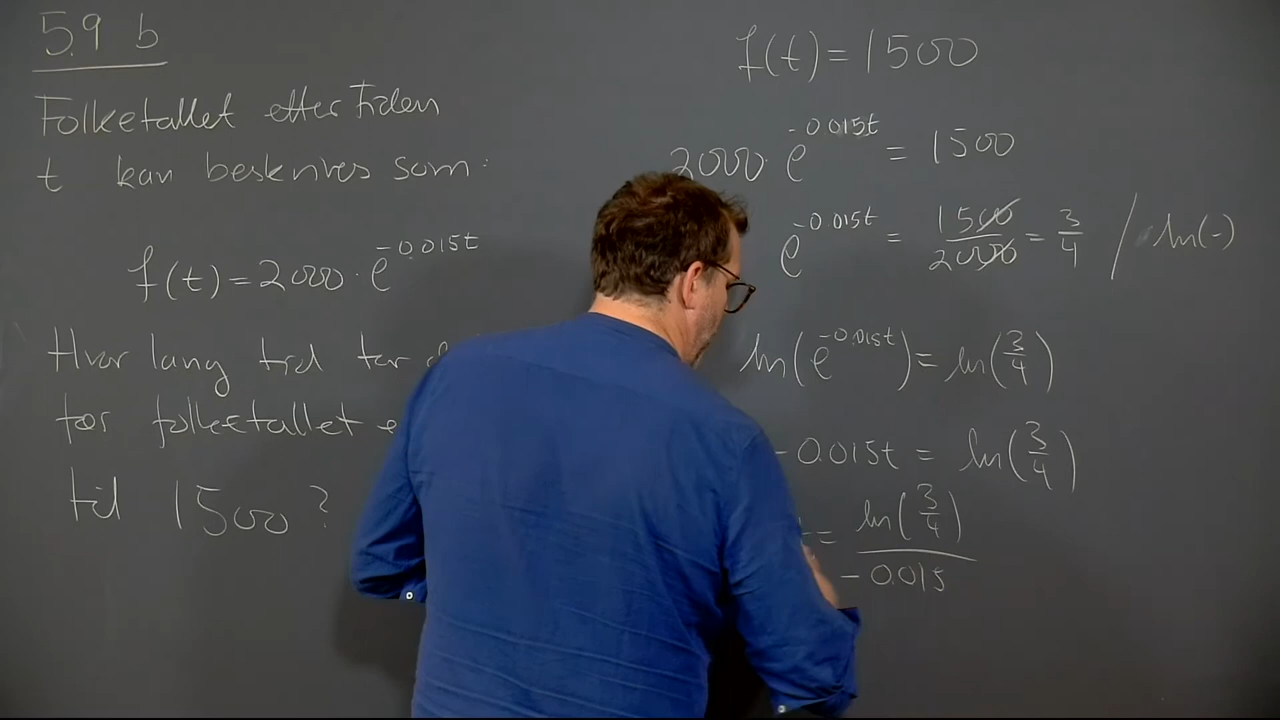 5.9 b
Folketallet etter tiden
t kan beskrives som:
f(t) = 2000 · e^{-0.015t}
Hvor lang tid tar
før folketallet e
til 1500 ?
f(t) = 1500
2000 · e^{-0.015t} = 1500
e^{-0.015t} = 1500/2000 = 3/4 / ln(-)
ln(e^{-0.015t}) = ln(3/4)
-0.015t = ln(3/4)
t = ln(3/4) / -0.015